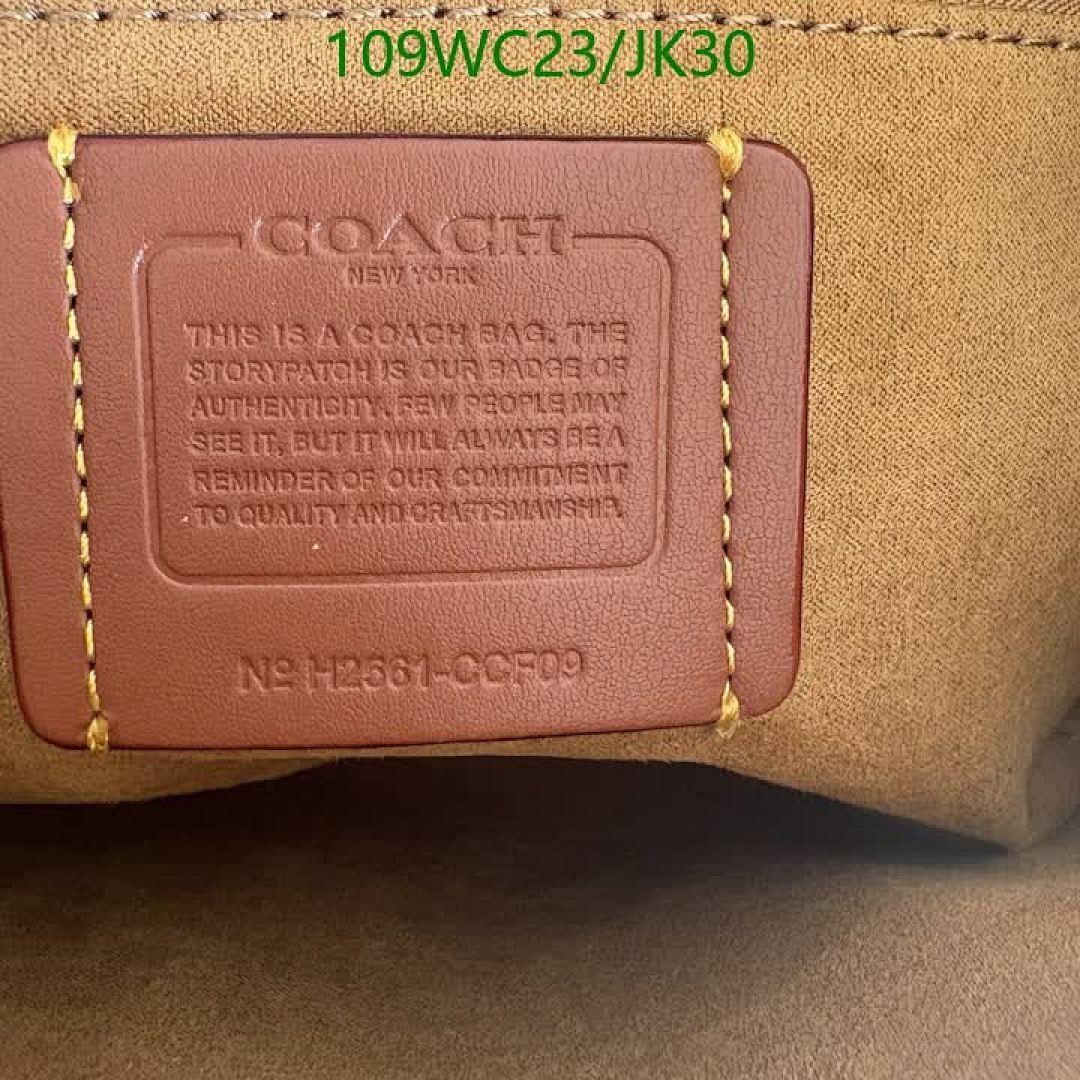 109WC23/JK30
COACH
NEW YORK
THIS IS A COACH BAG. THE
STORYPATCH IS OUR BADGE OF
AUTHENTICITY. FEW PEOPLE MAY
SEE IT, BUT IT WILL ALWAYS BE A
REMINDER OF OUR COMMITMENT
TO QUALITY AND CRAFTSMANSHIP.
Nº H2561-CCF09